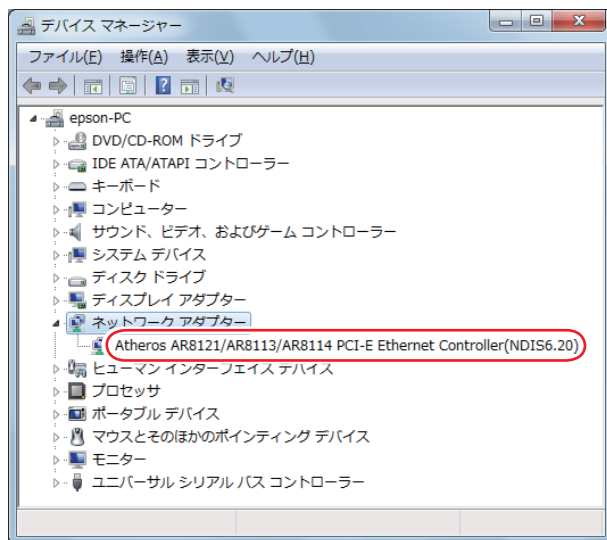 デバイス マネージャー
ファイル(F) 操作(A) 表示(V) ヘルプ(H)
epson-PC
DVD/CD-ROM ドライブ
IDE ATA/ATAPI コントローラー
キーボード
コンピューター
サウンド、ビデオ、およびゲーム コントローラー
システム デバイス
ディスク ドライブ
ディスプレイ アダプター
ネットワーク アダプター
Atheros AR8121/AR8113/AR8114 PCI-E Ethernet Controller(NDIS6.20)
ヒューマン インターフェイス デバイス
プロセッサ
ポータブル デバイス
マウスとそのほかのポインティング デバイス
モニター
ユニバーサル シリアル バス コントローラー